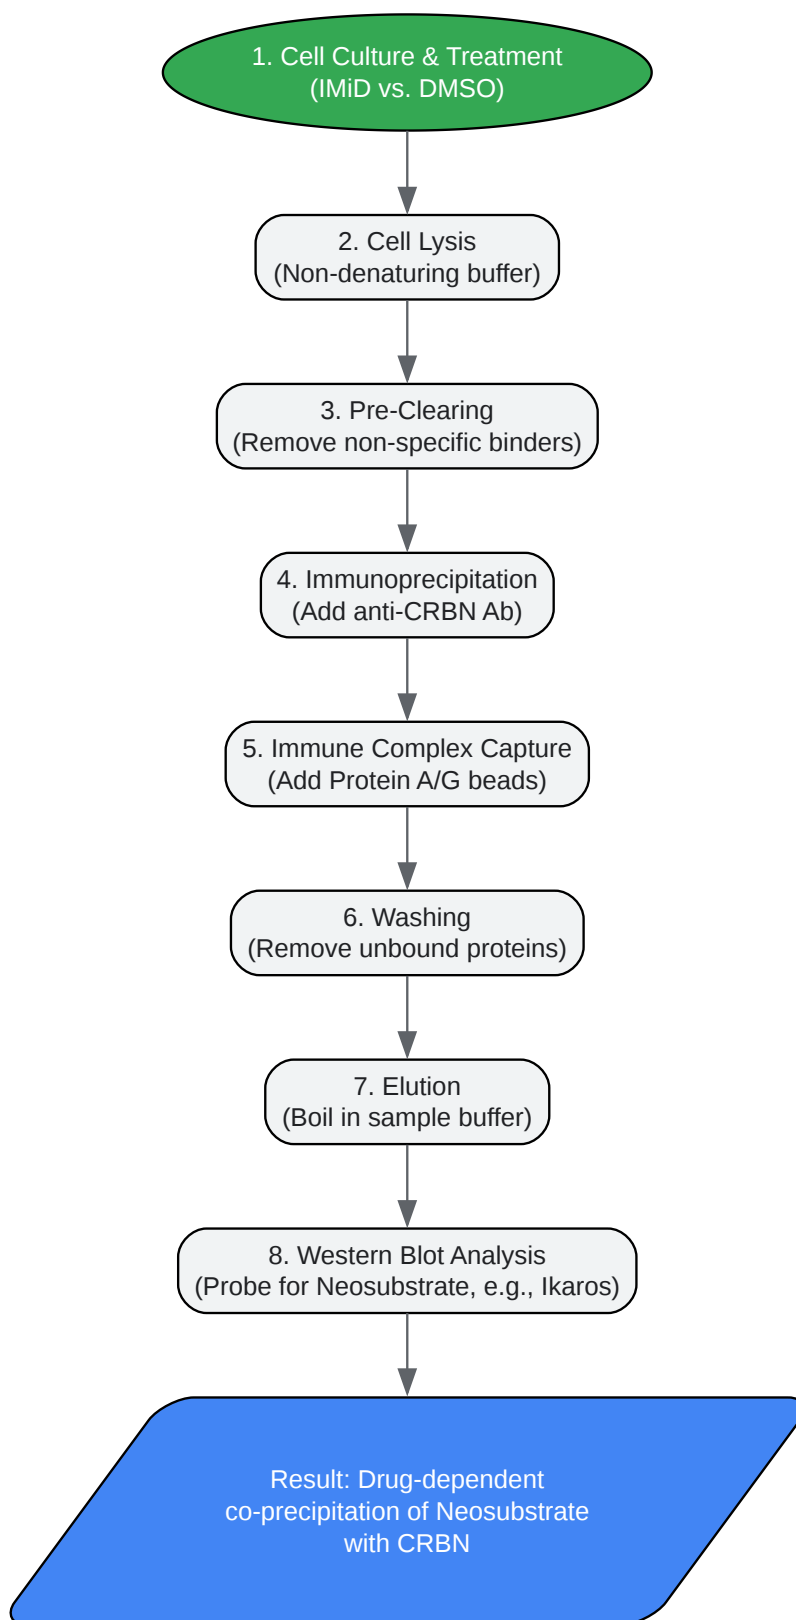 1. Cell Culture & Treatment
(IMiD vs. DMSO)
2. Cell Lysis
(Non-denaturing buffer)
3. Pre-Clearing
(Remove non-specific binders)
4. Immunoprecipitation
(Add anti-CRBN Ab)
5. Immune Complex Capture
(Add Protein A/G beads)
6. Washing
(Remove unbound proteins)
7. Elution
(Boil in sample buffer)
8. Western Blot Analysis
(Probe for Neosubstrate, e.g., Ikaros)
Result: Drug-dependent
co-precipitation of Neosubstrate
with CRBN